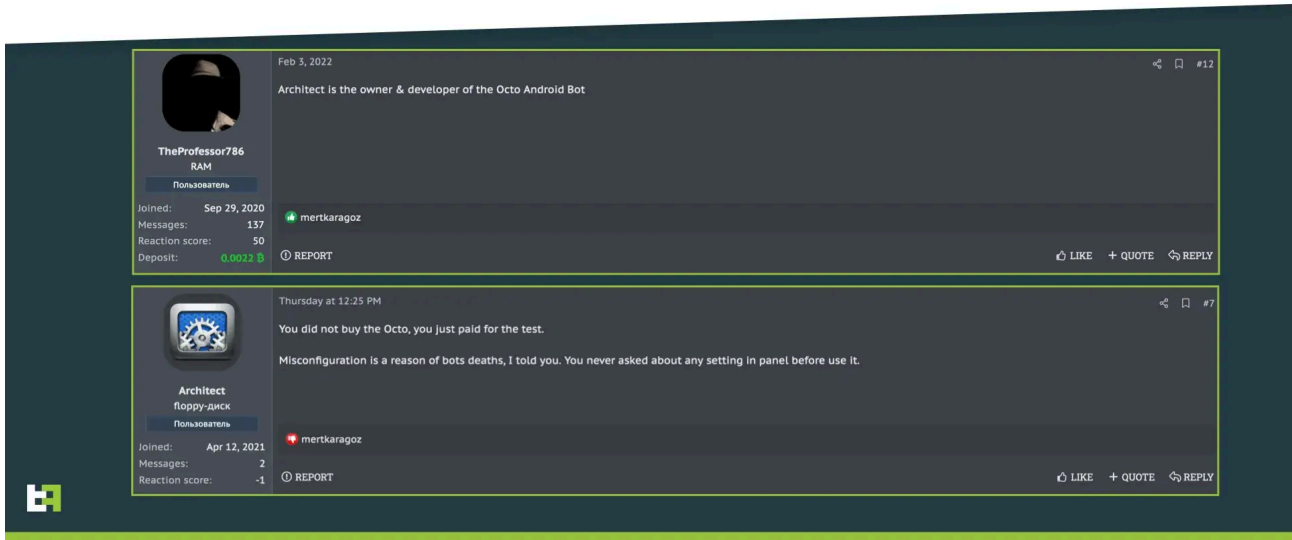 Feb 3, 2022
#12
Architect is the owner & developer of the Octo Android Bot
TheProfessor786
RAM
Пользователь
Joined: Sep 29, 2020
Messages: 137
Reaction score: 50
Deposit: 0.0022 ₿
mertkaragoz
REPORT
LIKE + QUOTE REPLY
Thursday at 12:25 PM
#7
You did not buy the Octo, you just paid for the test.
Misconfiguration is a reason of bots deaths, I told you. You never asked about any setting in panel before use it.
Architect
floppy-диск
Пользователь
Joined: Apr 12, 2021
Messages: 2
Reaction score: -1
mertkaragoz
REPORT
LIKE + QUOTE REPLY